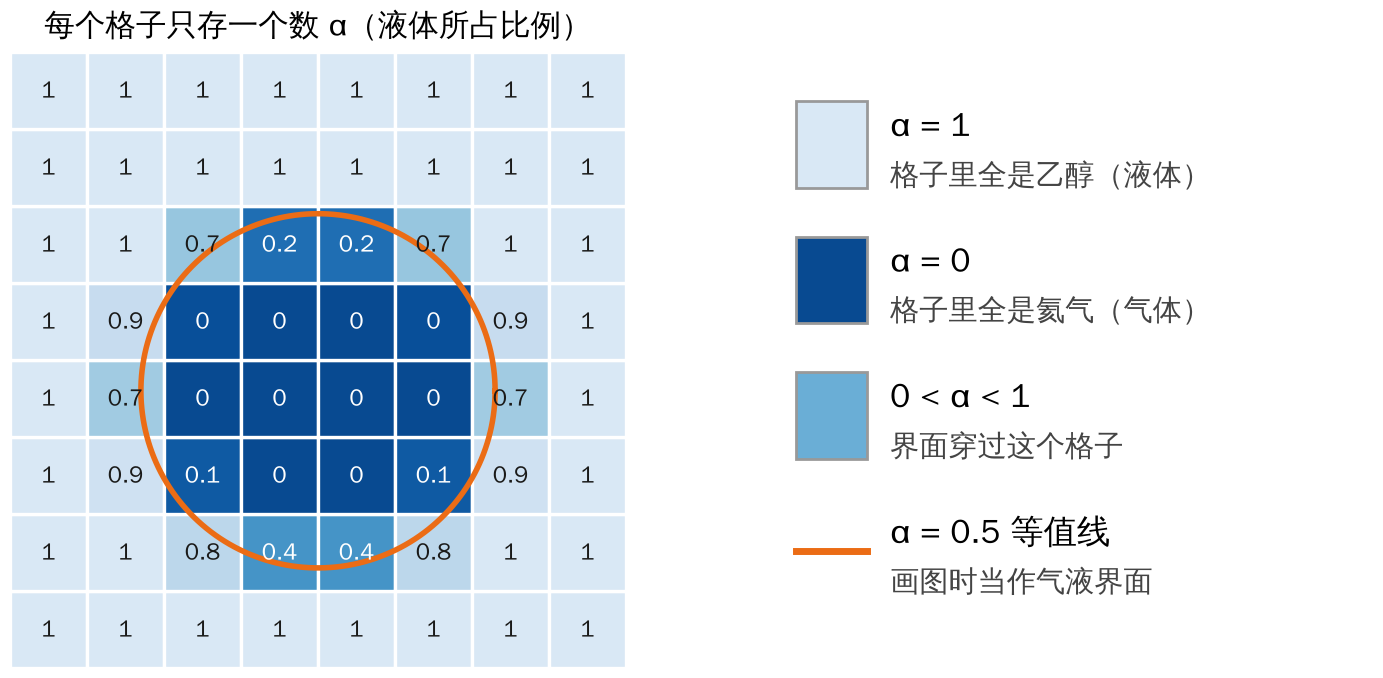 每个格子只存一个数 α（液体所占比例）
1 1 1 1 1 1 1 1
1 1 1 1 1 1 1 1
1 1 0.7 0.2 0.2 0.7 1 1
1 0.9 0 0 0 0 0.9 1
1 0.7 0 0 0 0 0.7 1
1 0.9 0.1 0 0 0.1 0.9 1
1 1 0.8 0.4 0.4 0.8 1 1
1 1 1 1 1 1 1 1
α = 1
格子里全是乙醇（液体）
α = 0
格子里全是氦气（气体）
0 < α < 1
界面穿过这个格子
α = 0.5 等值线
画图时当作气液界面